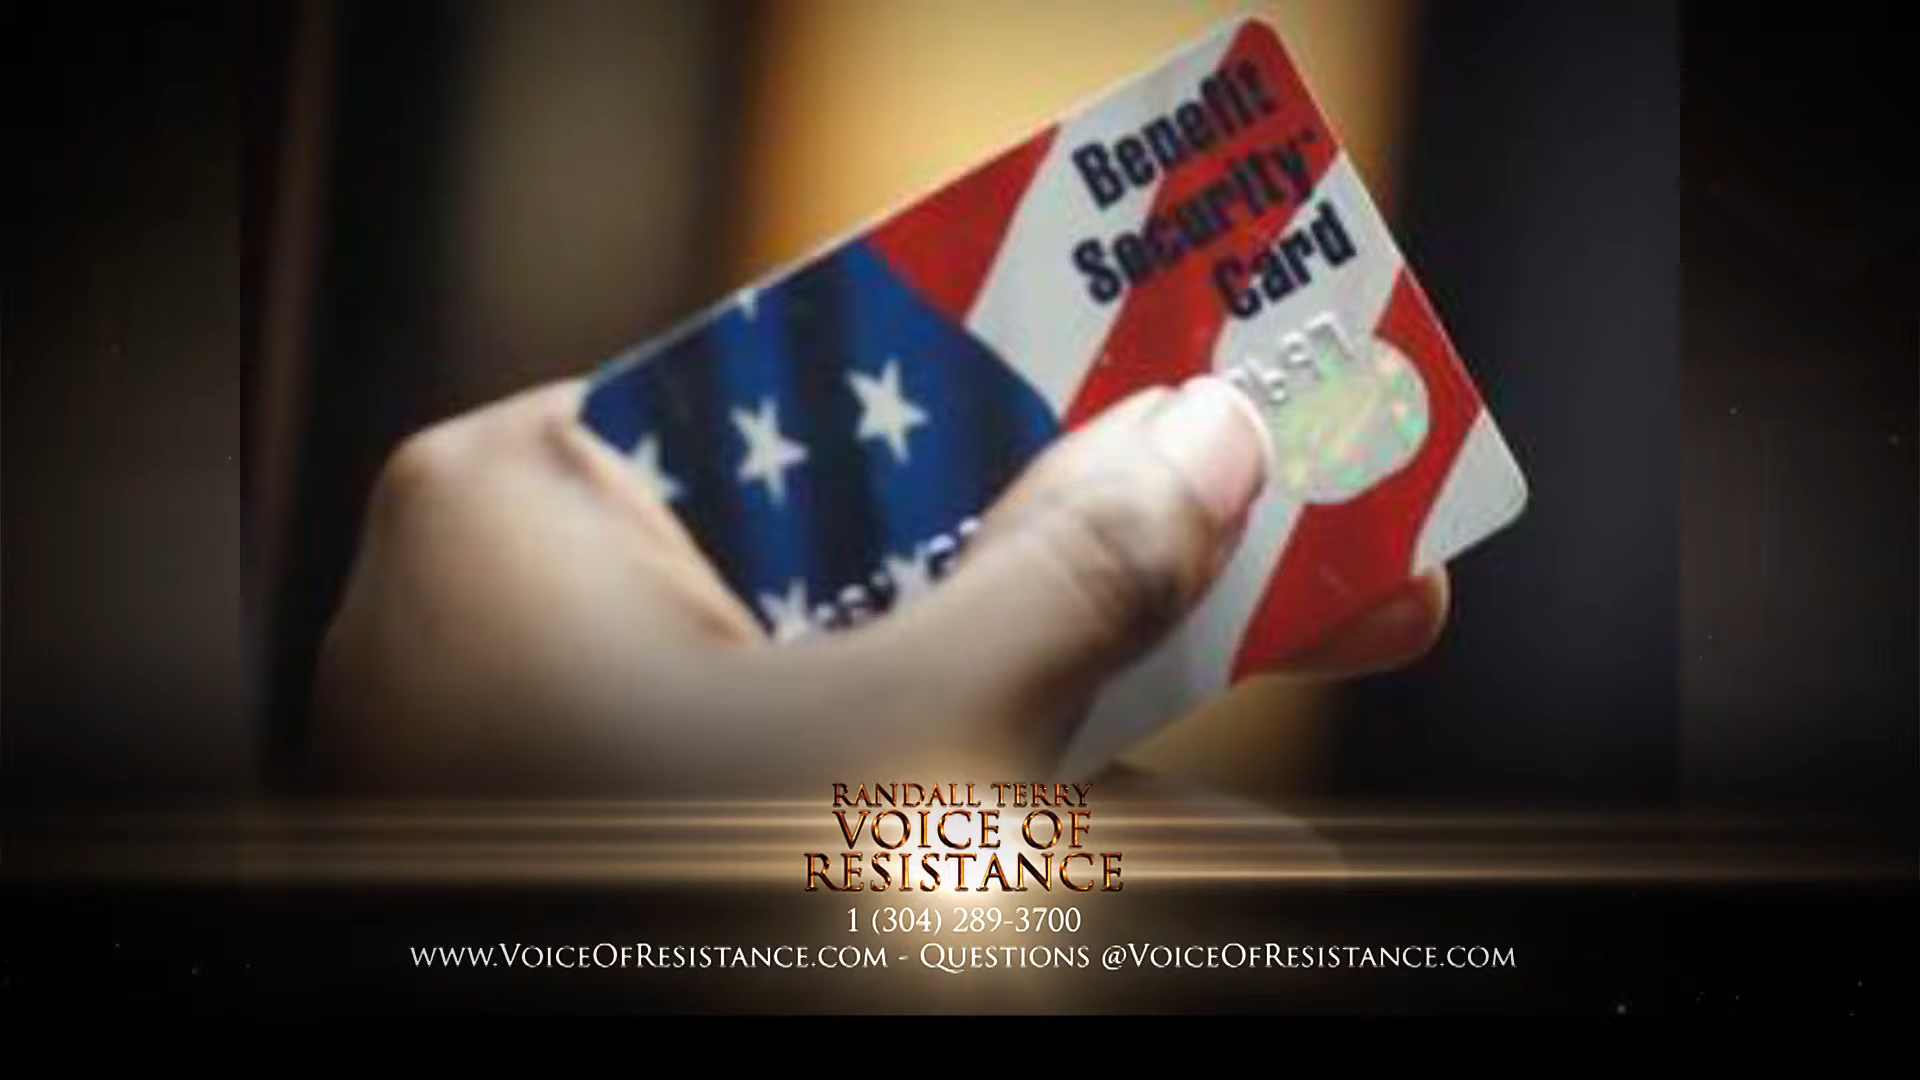 Benefit
Security
Card
RANDALL TERRY
VOICE OF
RESISTANCE
1 (304) 289-3700
www.VoiceOfResistance.com - Questions @VoiceOfResistance.com